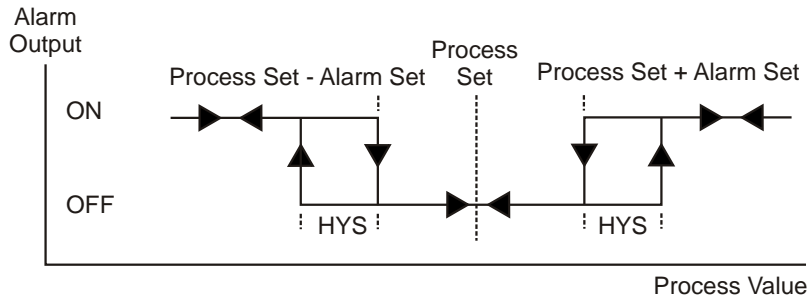 Alarm
Output
Process Set - Alarm Set
Process
Set
Process Set + Alarm Set
ON
OFF
HYS
HYS
Process Value